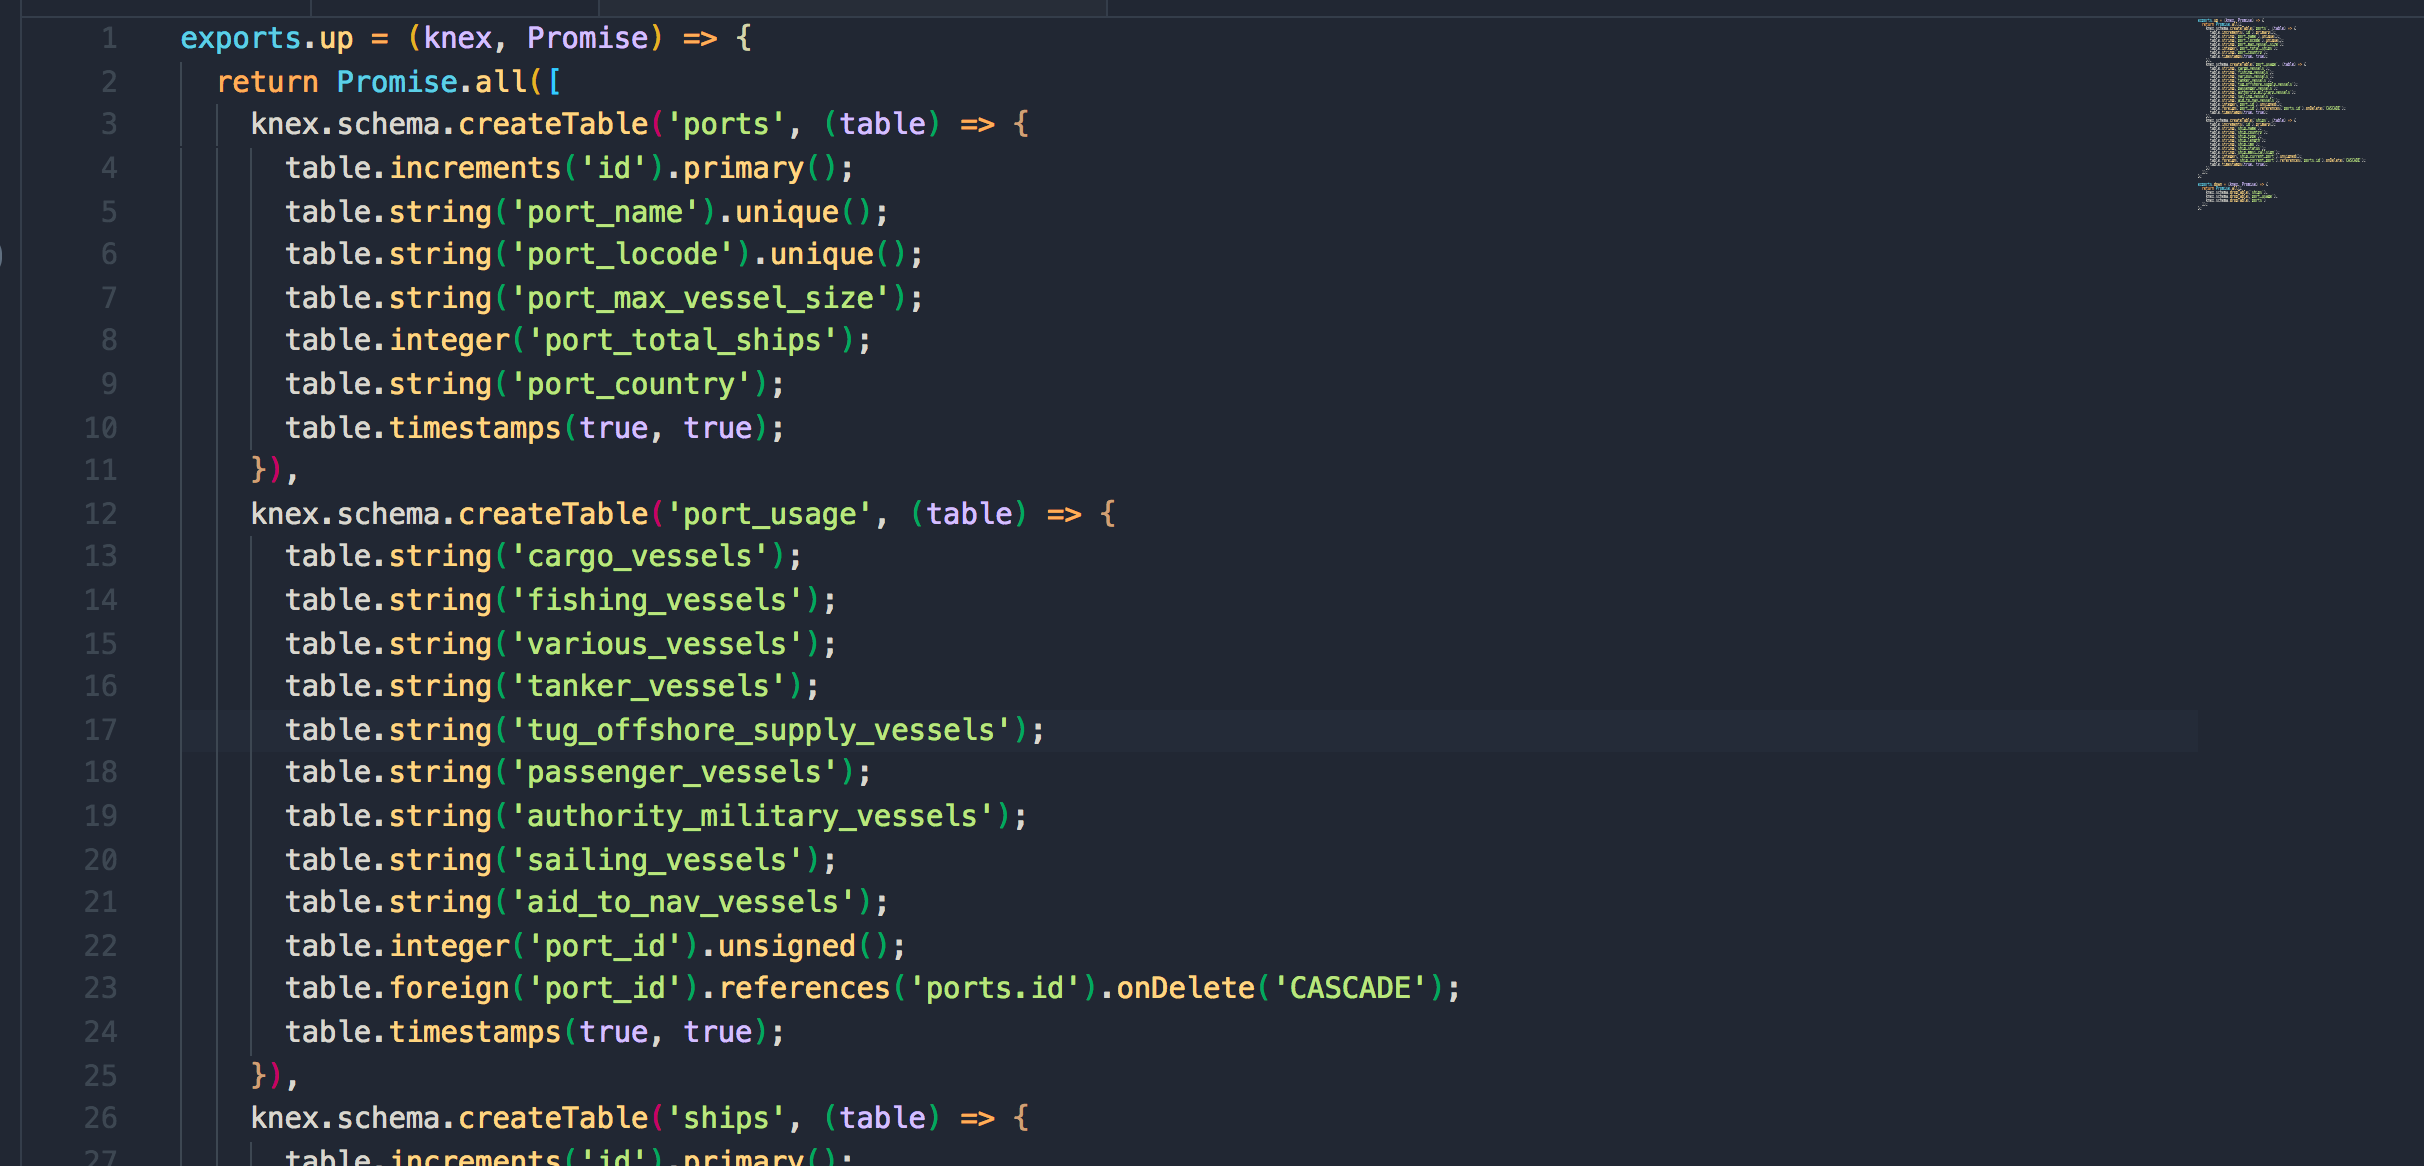 1 exports.up = (knex, Promise) => {
2 return Promise.all([
3 knex.schema.createTable('ports', (table) => {
4 table.increments('id').primary();
5 table.string('port_name').unique();
6 table.string('port_locode').unique();
7 table.string('port_max_vessel_size');
8 table.integer('port_total_ships');
9 table.string('port_country');
10 table.timestamps(true, true);
11 }),
12 knex.schema.createTable('port_usage', (table) => {
13 table.string('cargo_vessels');
14 table.string('fishing_vessels');
15 table.string('various_vessels');
16 table.string('tanker_vessels');
17 table.string('tug_offshore_supply_vessels');
18 table.string('passenger_vessels');
19 table.string('authority_military_vessels');
20 table.string('sailing_vessels');
21 table.string('aid_to_nav_vessels');
22 table.integer('port_id').unsigned();
23 table.foreign('port_id').references('ports.id').onDelete('CASCADE');
24 table.timestamps(true, true);
25 }),
26 knex.schema.createTable('ships', (table) => {
27 table.increments('id').primary();